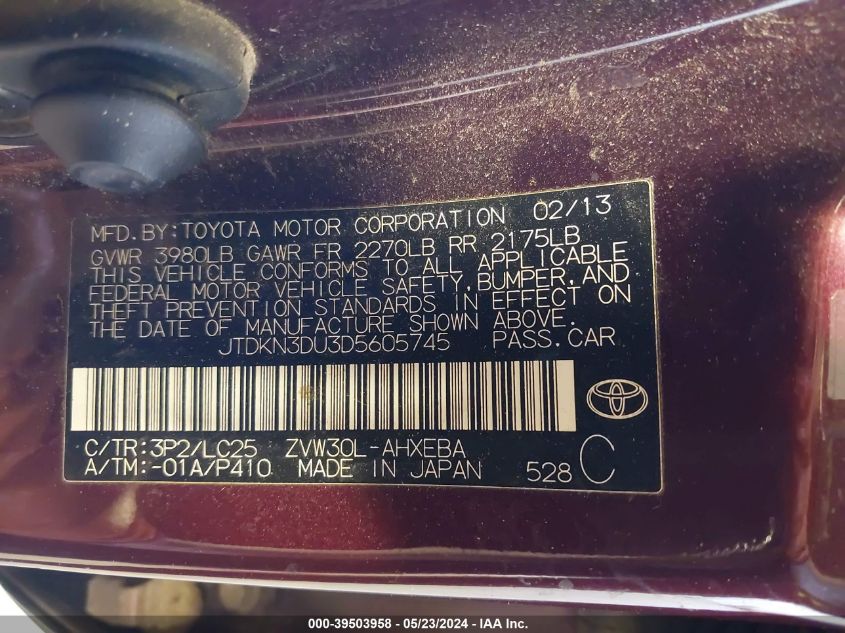 MFD. BY: TOYOTA MOTOR CORPORATION 02/13
GVWR 3980LB GAWR FR 2270LB RR 2175LB
THIS VEHICLE CONFORMS TO ALL APPLICABLE
FEDERAL MOTOR VEHICLE SAFETY, BUMPER, AND
THEFT PREVENTION STANDARDS IN EFFECT ON
THE DATE OF MANUFACTURE SHOWN ABOVE.
JTDKN3DU3D5605745 PASS. CAR
C/TR: 3P2/LC25 ZVW30L-AHXEBA
A/TM: -01A/P410 MADE IN JAPAN 528 C
000-39503958 - 05/23/2024 - IAA Inc.